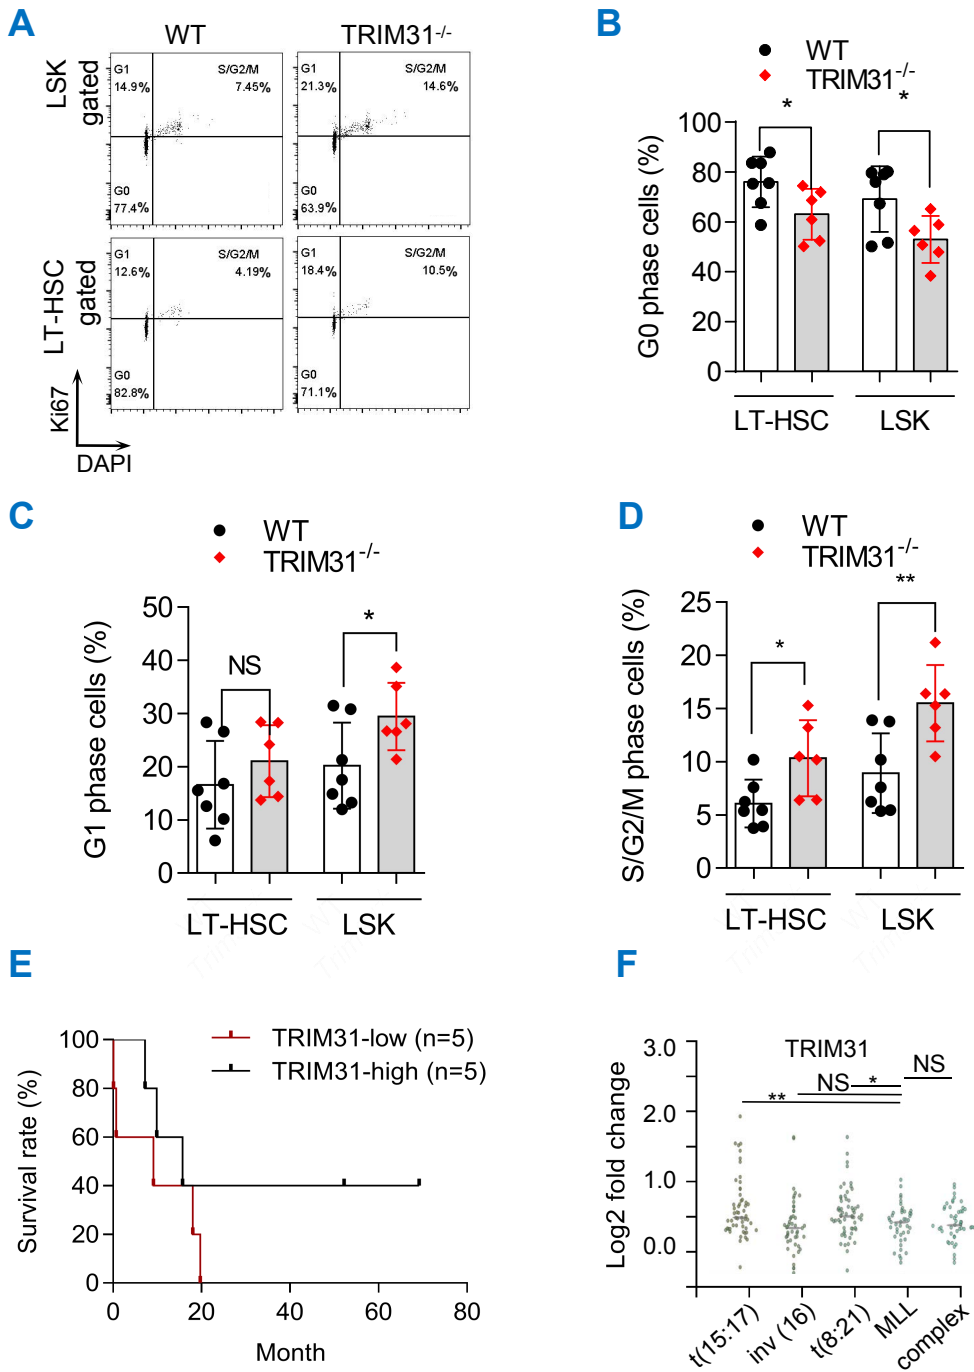 A
WT
TRIM31-/-
LSK gated
G1
14.9%
S/G2/M
7.45%
G0
77.4%
G1
21.3%
S/G2/M
14.6%
G0
63.9%
LT-HSC gated
G1
12.6%
S/G2/M
4.19%
G0
82.8%
G1
18.4%
S/G2/M
10.5%
G0
71.1%
Ki67
DAPI
B
WT
TRIM31-/-
* *
G0 phase cells (%)
100
80
60
40
20
0
LT-HSC LSK
C
WT
TRIM31-/-
G1 phase cells (%)
50
40
30
20
10
0
NS *
LT-HSC LSK
D
WT
TRIM31-/-
S/G2/M phase cells (%)
25
20
15
10
5
0
* **
LT-HSC LSK
E
TRIM31-low (n=5)
TRIM31-high (n=5)
Survival rate (%)
100
80
60
40
20
0
0 20 40 60 80
Month
F
TRIM31
NS * NS
**
Log2 fold change
3.0
2.0
1.0
0.0
t(15:17) inv (16) t(8:21) MLL complex